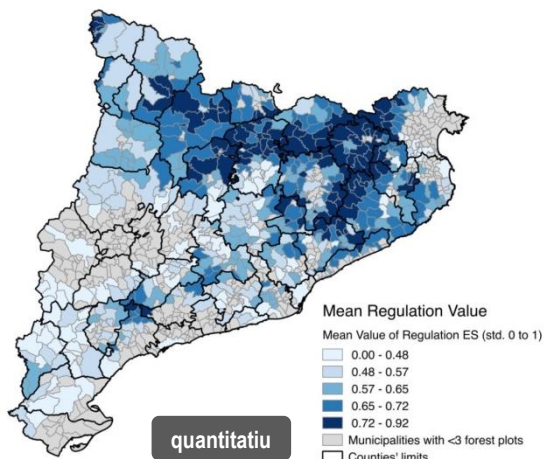 Mean Regulation Value
Mean Value of Regulation ES (std. 0 to 1)
0.00 - 0.48
0.48 - 0.57
0.57 - 0.65
0.65 - 0.72
0.72 - 0.92
Municipalities with <3 forest plots
Counties' limits
quantitatiu